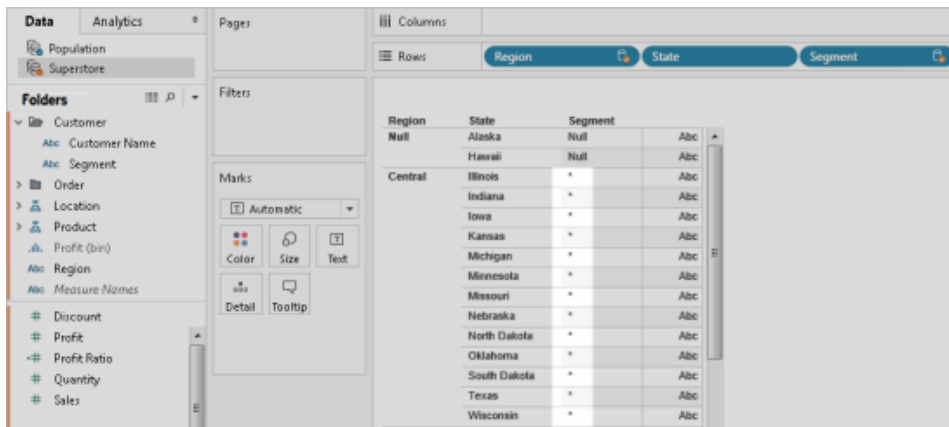 Data Analytics
Pages
Columns
Population
Superstore
Rows Region State Segment
Folders
Filters
Customer
Abc Customer Name
Abc Segment
Order
Location
Product
Profit (bin)
Abc Region
Abc Measure Names
# Discount
# Profit
# Profit Ratio
# Quantity
# Sales
Marks
Automatic
Color Size Text
Detail Tooltip
Region State Segment
Null Alaska Null Abc
Hawaii Null Abc
Central Illinois * Abc
Indiana * Abc
Iowa * Abc
Kansas * Abc
Michigan * Abc
Minnesota * Abc
Missouri * Abc
Nebraska * Abc
North Dakota * Abc
Oklahoma * Abc
South Dakota * Abc
Texas * Abc
Wisconsin * Abc